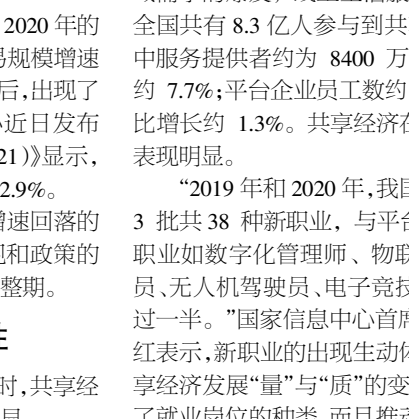 2020 年的
易规模增速
后,出现了
近日发布
21)》显示,
2.9%。
增速回落的
和政策的
整期。
时,共享经
全国共有 8.3 亿人参与到共
中服务提供者约为 8400 万
约 7.7%;平台企业员工数约
比增长约 1.3%。共享经济在
表现明显。
“2019 年和 2020 年,我国
3 批共 38 种新职业,与平台
职业如数字化管理师、物联
员、无人机驾驶员、电子竞技
过一半。”国家信息中心首席
红表示,新职业的出现生动体
享经济发展“量”与“质”的变
了就业岗位的种类,而且推动